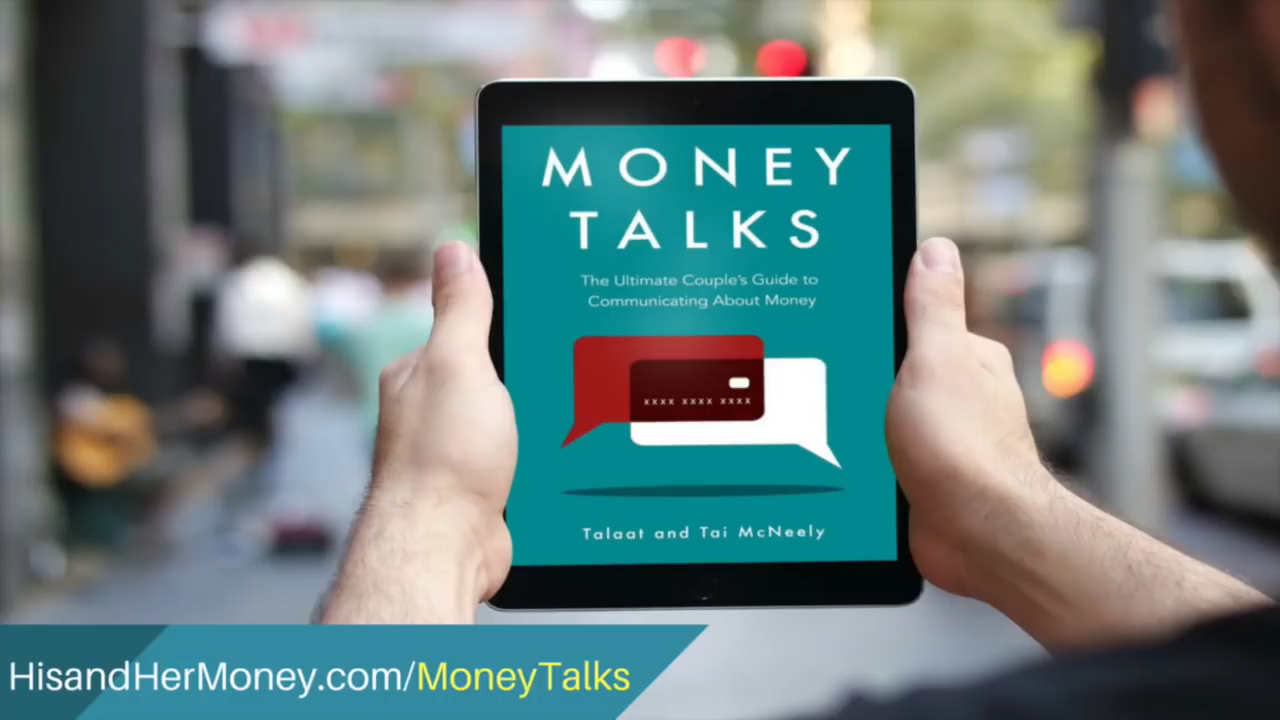 MONEY
TALKS
The Ultimate Couple's Guide to
Communicating About Money
xxxx xxxx xxxx
Talaat and Tai McNeely
HisandHerMoney.com/MoneyTalks